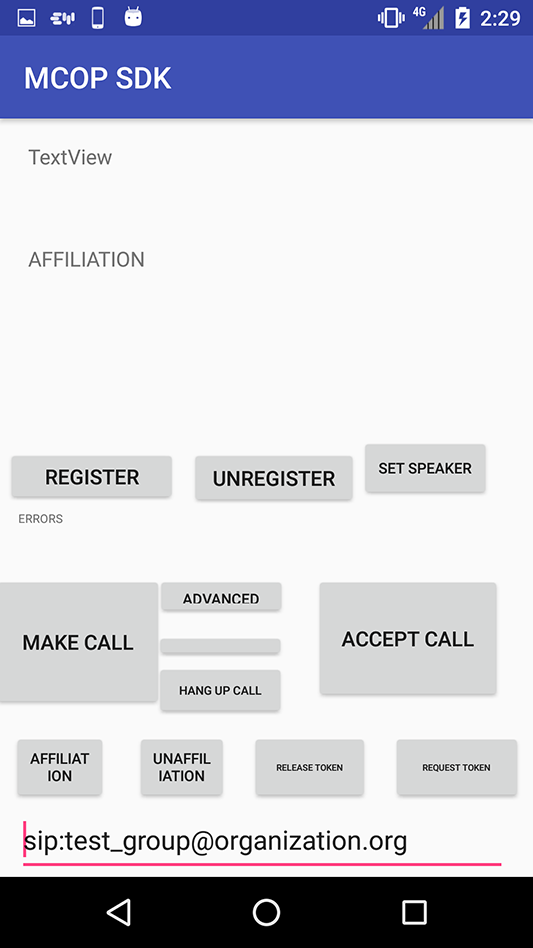 4G 2:29
MCOP SDK
TextView
AFFILIATION
REGISTER
UNREGISTER
SET SPEAKER
ERRORS
MAKE CALL
ADVANCED
HANG UP CALL
ACCEPT CALL
AFFILIAT
ION
UNAFFIL
IATION
RELEASE TOKEN
REQUEST TOKEN
sip:test_group@organization.org